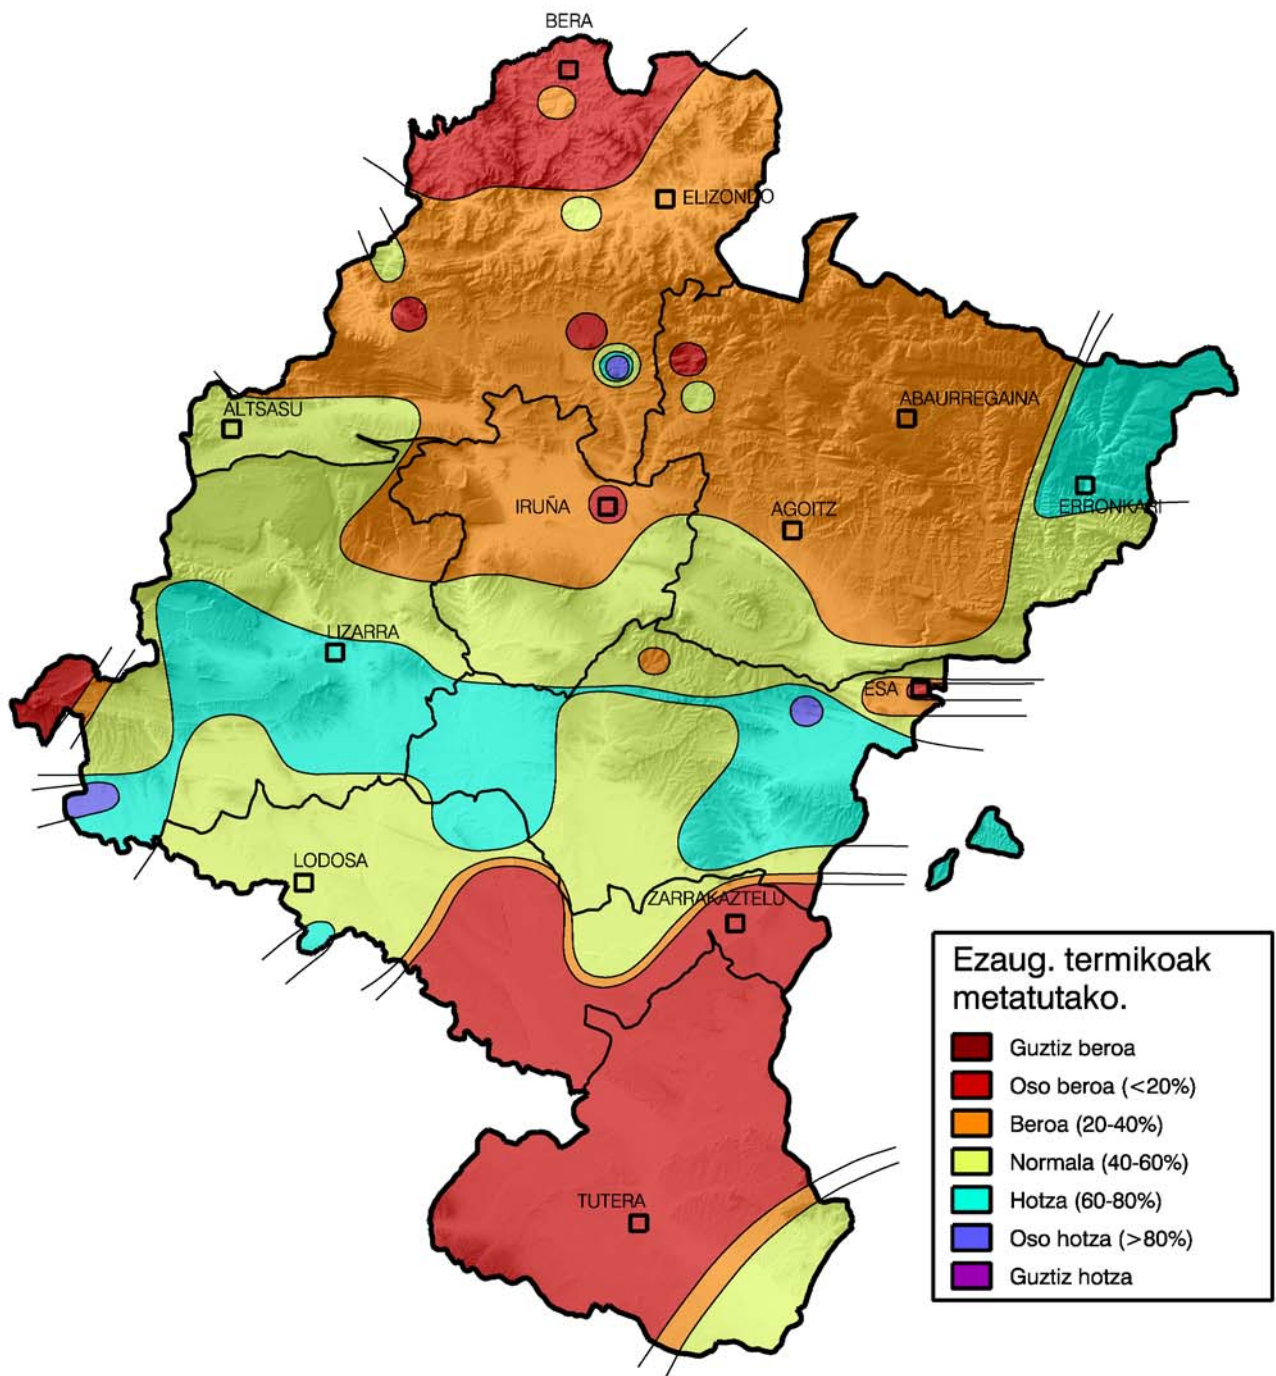 BERA
ELIZONDO
ALTSASU
ABAURREGAINA
IRUÑA
AGOITZ
ERRONKARI
LIZARRA
ESA
LODOSA
ZARRAKAZTELU
TUTERA
Ezaug. termikoak
metatutako.
Guztiz beroa
Oso beroa (<20%)
Beroa (20-40%)
Normala (40-60%)
Hotza (60-80%)
Oso hotza (>80%)
Guztiz hotza